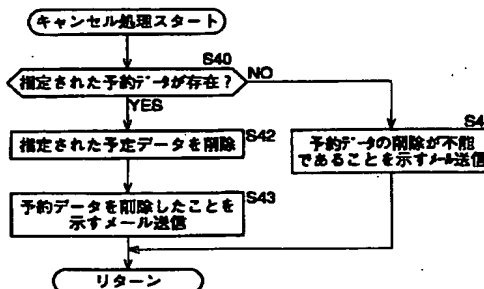 キャンセル処理スタート
S40
指定された予約データが存在?
NO
YES
S4
指定された予定データを削除
S42
予約データの削除が不能
であることを示すメール送信
予約データを削除したことを
示すメール送信
S43
リターン